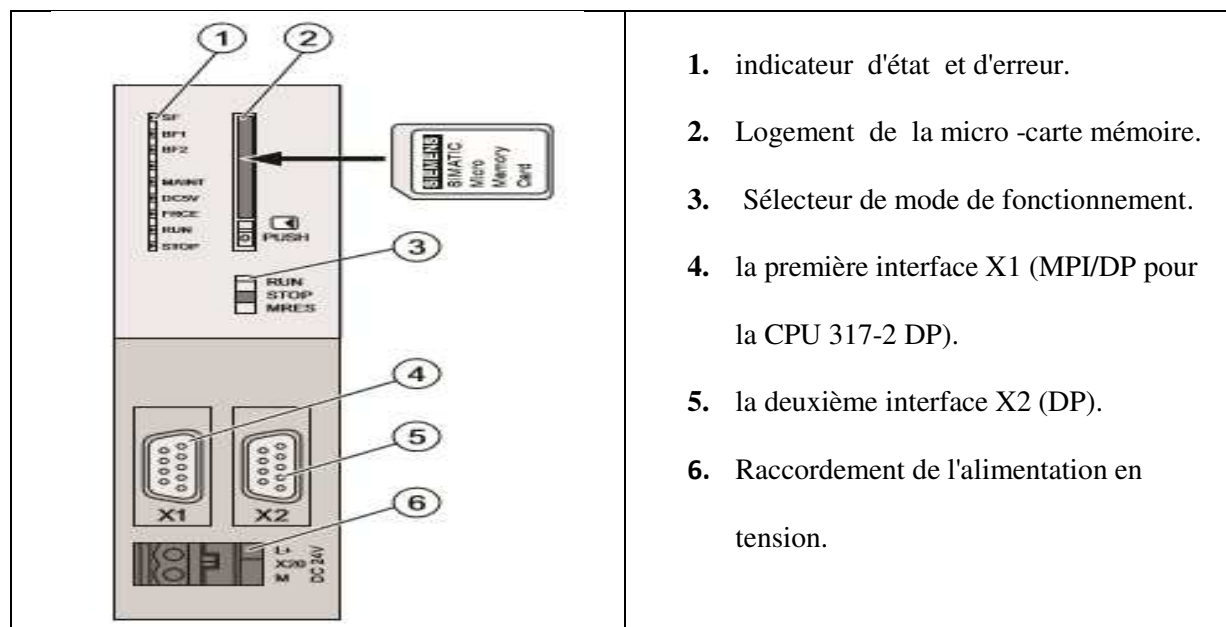 1
2
SF
BF1
BF2
MAINT
DC5V
FRCE
RUN
STOP
PUSH
SIEMENS
SIMATIC
Micro
Memory
Card
3
RUN
STOP
MRES
4
5
X1
X2
6
L+
X20
M
DC 24V
1. indicateur d'état et d'erreur.
2. Logement de la micro -carte mémoire.
3. Sélecteur de mode de fonctionnement.
4. la première interface X1 (MPI/DP pour
la CPU 317-2 DP).
5. la deuxième interface X2 (DP).
6. Raccordement de l'alimentation en
tension.